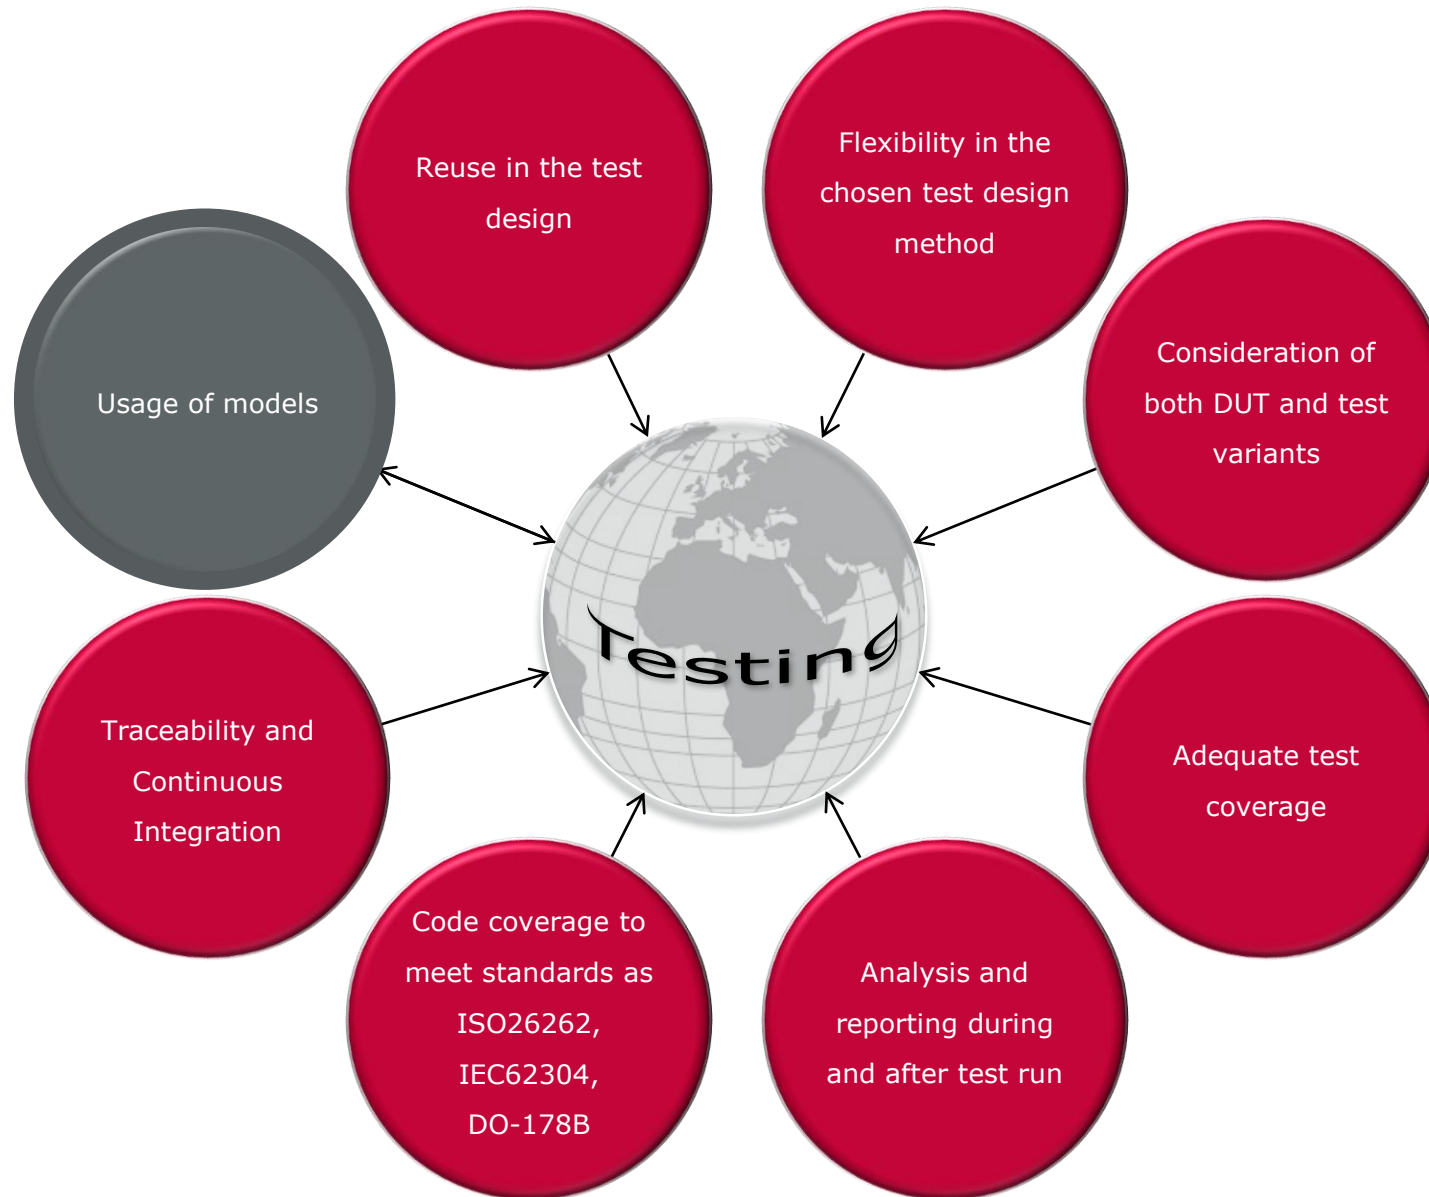 Reuse in the test
design
Flexibility in the
chosen test design
method
Consideration of
both DUT and test
variants
Usage of models
Testing
Traceability and
Continuous
Integration
Adequate test
coverage
Code coverage to
meet standards as
ISO26262,
IEC62304,
DO-178B
Analysis and
reporting during
and after test run